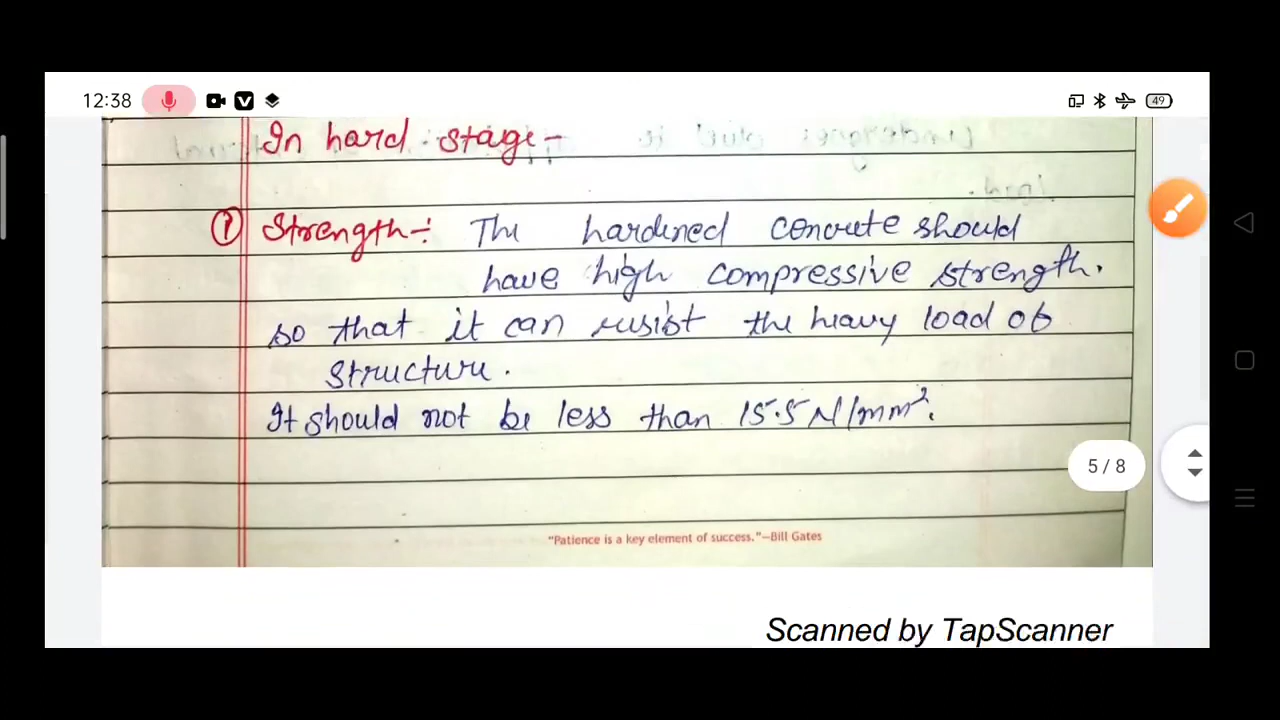 12:38
49
In hard stage-
① Strength÷ The hardened concrete should
have high compressive strength.
so that it can resist the heavy load of
structure.
It should not be less than 15.5 N/mm².
5 / 8
"Patience is a key element of success."—Bill Gates
Scanned by TapScanner